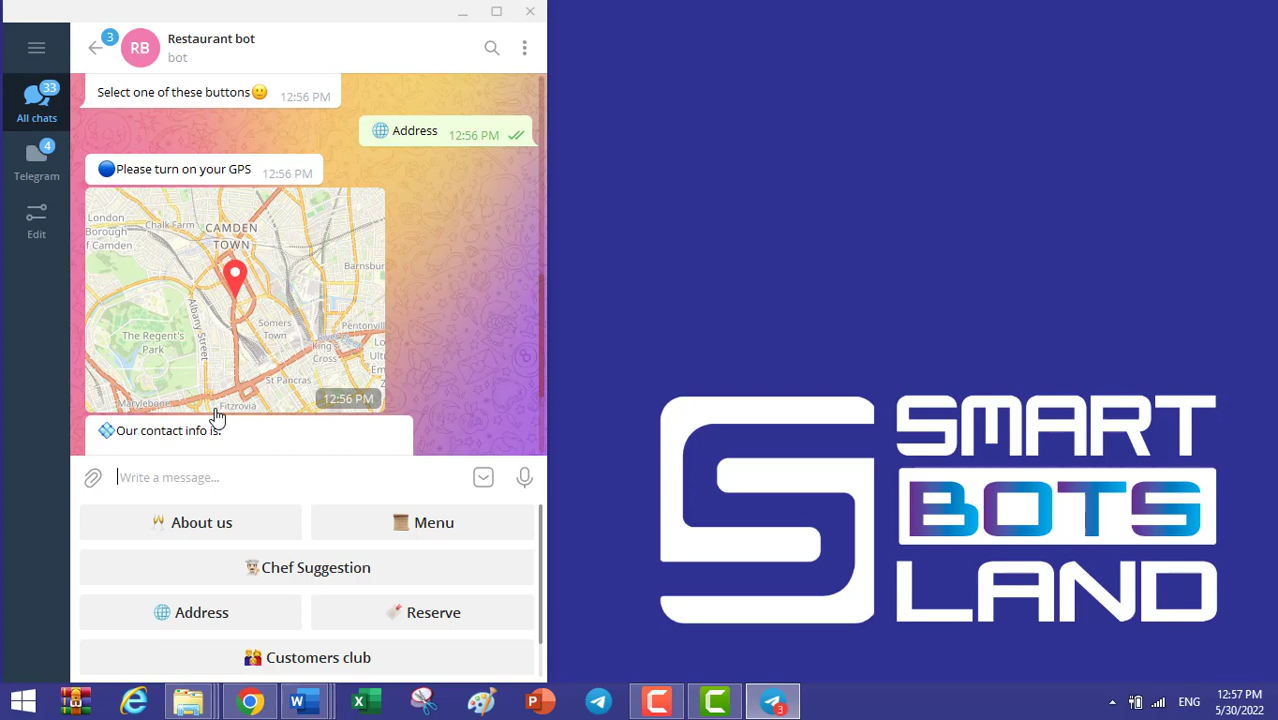 3
RB
Restaurant bot
bot
33
All chats
4
Telegram
Edit
Select one of these buttons🙂 12:56 PM
🌐 Address 12:56 PM
🔵Please turn on your GPS 12:56 PM
London
Borough
of Camden
Chalk Farm
CAMDEN
TOWN
Barnsbur
Albany Street
Somers
Town
Pentonvill
The Regent's
Park
King
Cross
St Pancras
Marylebone
Fitzrovia
12:56 PM
💠Our contact info is:
Write a message...
🥂 About us
📜 Menu
👨🏻‍🍳Chef Suggestion
🌐 Address
Reserve
Customers club
SMART
BOTS
LAND
3
ENG
12:57 PM
5/30/2022